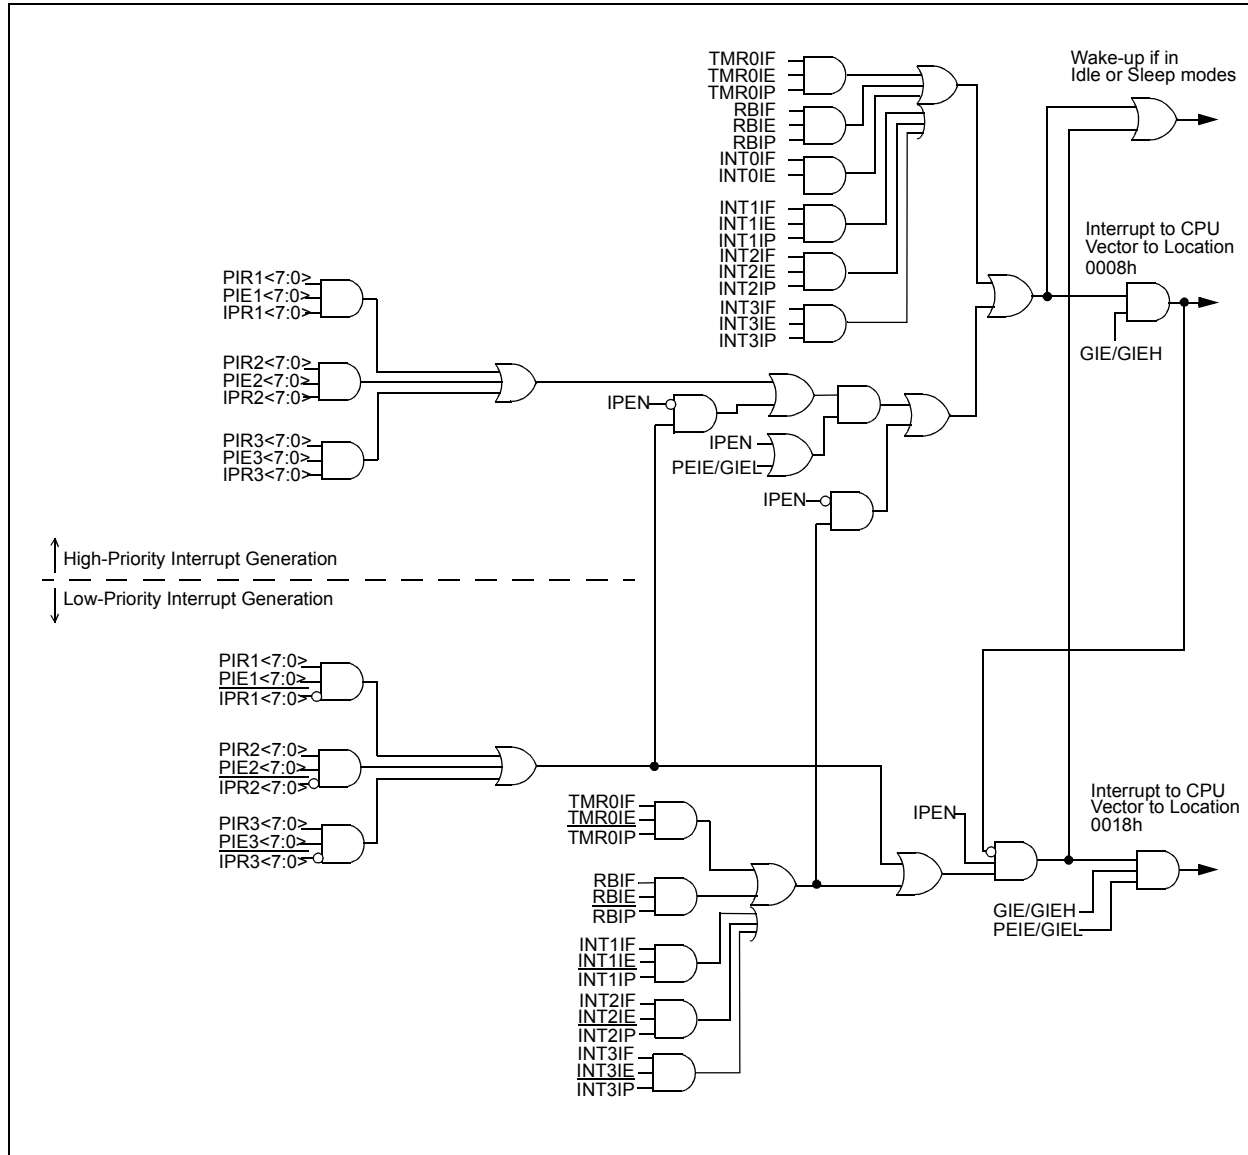 Wake-up if in
Idle or Sleep modes
TMR0IF
TMR0IE
TMR0IP
RBIF
RBIE
RBIP
INT0IF
INT0IE
INT1IF
INT1IE
INT1IP
INT2IF
INT2IE
INT2IP
INT3IF
INT3IE
INT3IP
Interrupt to CPU
Vector to Location
0008h
GIE/GIEH
PIR1<7:0>
PIE1<7:0>
IPR1<7:0>
PIR2<7:0>
PIE2<7:0>
IPR2<7:0>
PIR3<7:0>
PIE3<7:0>
IPR3<7:0>
IPEN
IPEN
PEIE/GIEL
IPEN
High-Priority Interrupt Generation
Low-Priority Interrupt Generation
PIR1<7:0>
PIE1<7:0>
IPR1<7:0>
PIR2<7:0>
PIE2<7:0>
IPR2<7:0>
PIR3<7:0>
PIE3<7:0>
IPR3<7:0>
TMR0IF
TMR0IE
TMR0IP
RBIF
RBIE
RBIP
INT1IF
INT1IE
INT1IP
INT2IF
INT2IE
INT2IP
INT3IF
INT3IE
INT3IP
IPEN
Interrupt to CPU
Vector to Location
0018h
GIE/GIEH
PEIE/GIEL